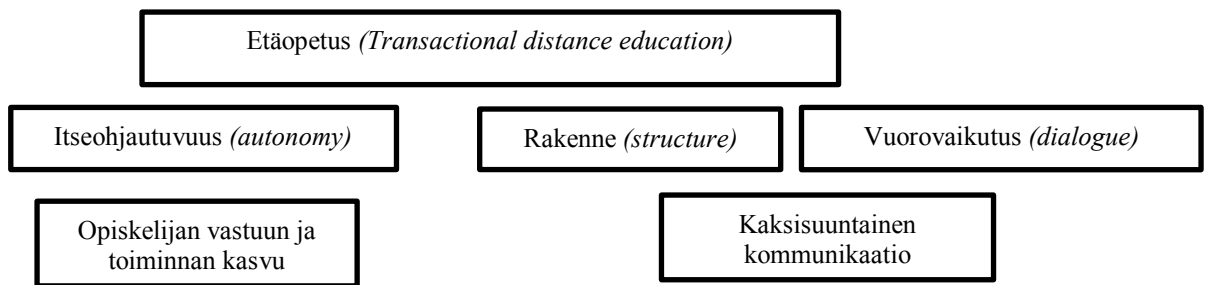 Etäopetus (Transactional distance education)
Itseohjautuvuus (autonomy)
Rakenne (structure)
Vuorovaikutus (dialogue)
Opiskelijan vastuun ja
toiminnan kasvu
Kaksisuuntainen
kommunikaatio